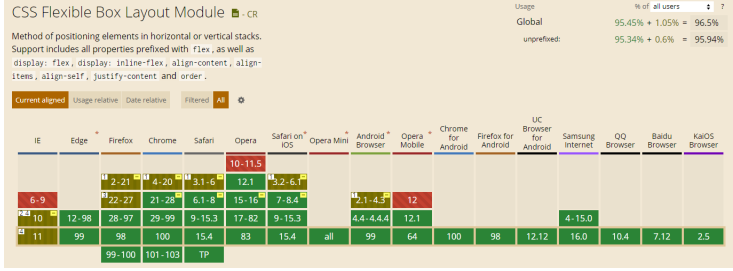 CSS Flexible Box Layout Module - CR
Usage % of all users ?
Global 95.45% + 1.05% = 96.5%
unprefixed: 95.34% + 0.6% = 95.94%
Method of positioning elements in horizontal or vertical stacks.
Support includes all properties prefixed with flex, as well as
display: flex, display: inline-flex, align-content, align-
items, align-self, justify-content and order.
Current aligned Usage relative Date relative Filtered All
IE Edge * Firefox Chrome Safari Opera Safari on iOS * Opera Mini * Android Browser * Opera Mobile * Chrome for Android Firefox for Android UC Browser for Android Samsung Internet QQ Browser Baidu Browser KaiOS Browser
10-11.5
1 2-21 1 4-20 1 3.1-6 12.1 1 3.2-6.1
6-9 3 22-27 21-28 6.1-8 15-16 7-8.4 1 2.1-4.3 12
2 4 10 12-98 28-97 29-99 9-15.3 17-82 9-15.3 4.4-4.4.4 12.1 4-15.0
4 11 99 98 100 15.4 83 15.4 all 99 64 100 98 12.12 16.0 10.4 7.12 2.5
99-100 101-103 TP